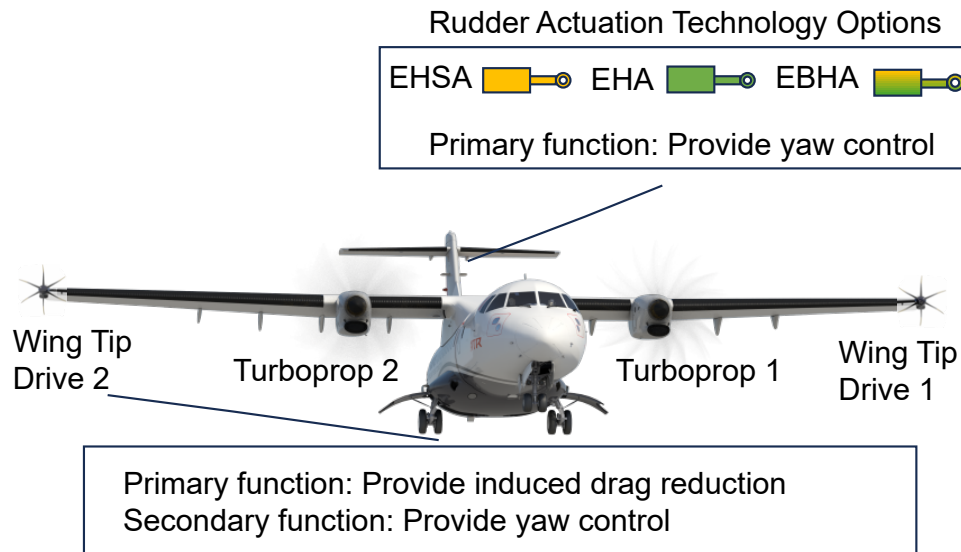 Rudder Actuation Technology Options
EHSA EHA EBHA
Primary function: Provide yaw control
Wing Tip
Drive 2
Turboprop 2
Turboprop 1
Wing Tip
Drive 1
Primary function: Provide induced drag reduction
Secondary function: Provide yaw control